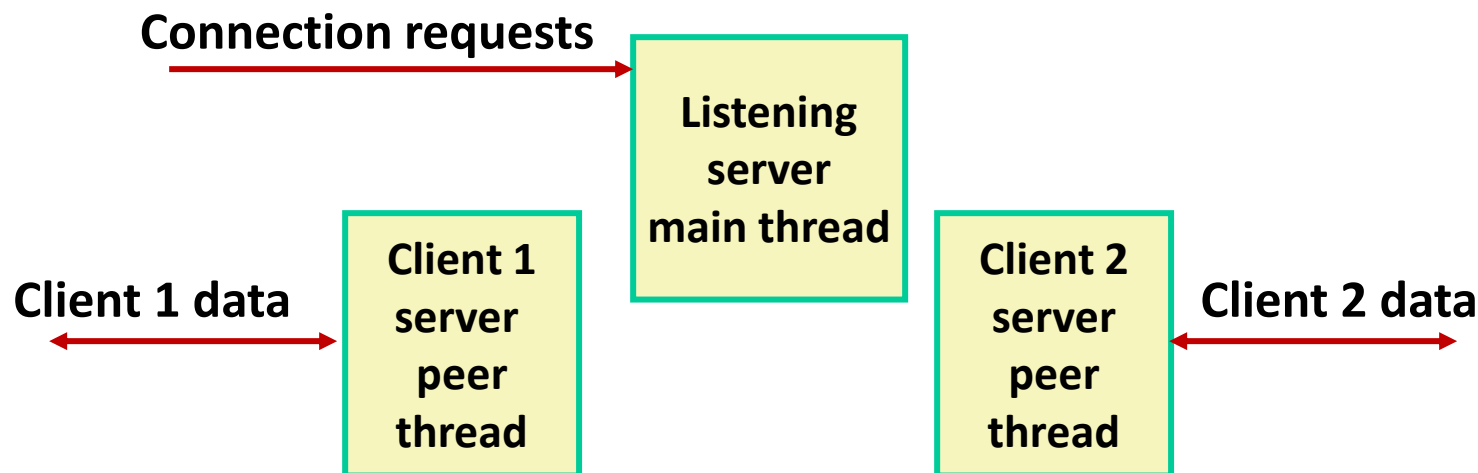 Connection requests
Listening
server
main thread
Client 1 data
Client 1
server
peer
thread
Client 2
server
peer
thread
Client 2 data